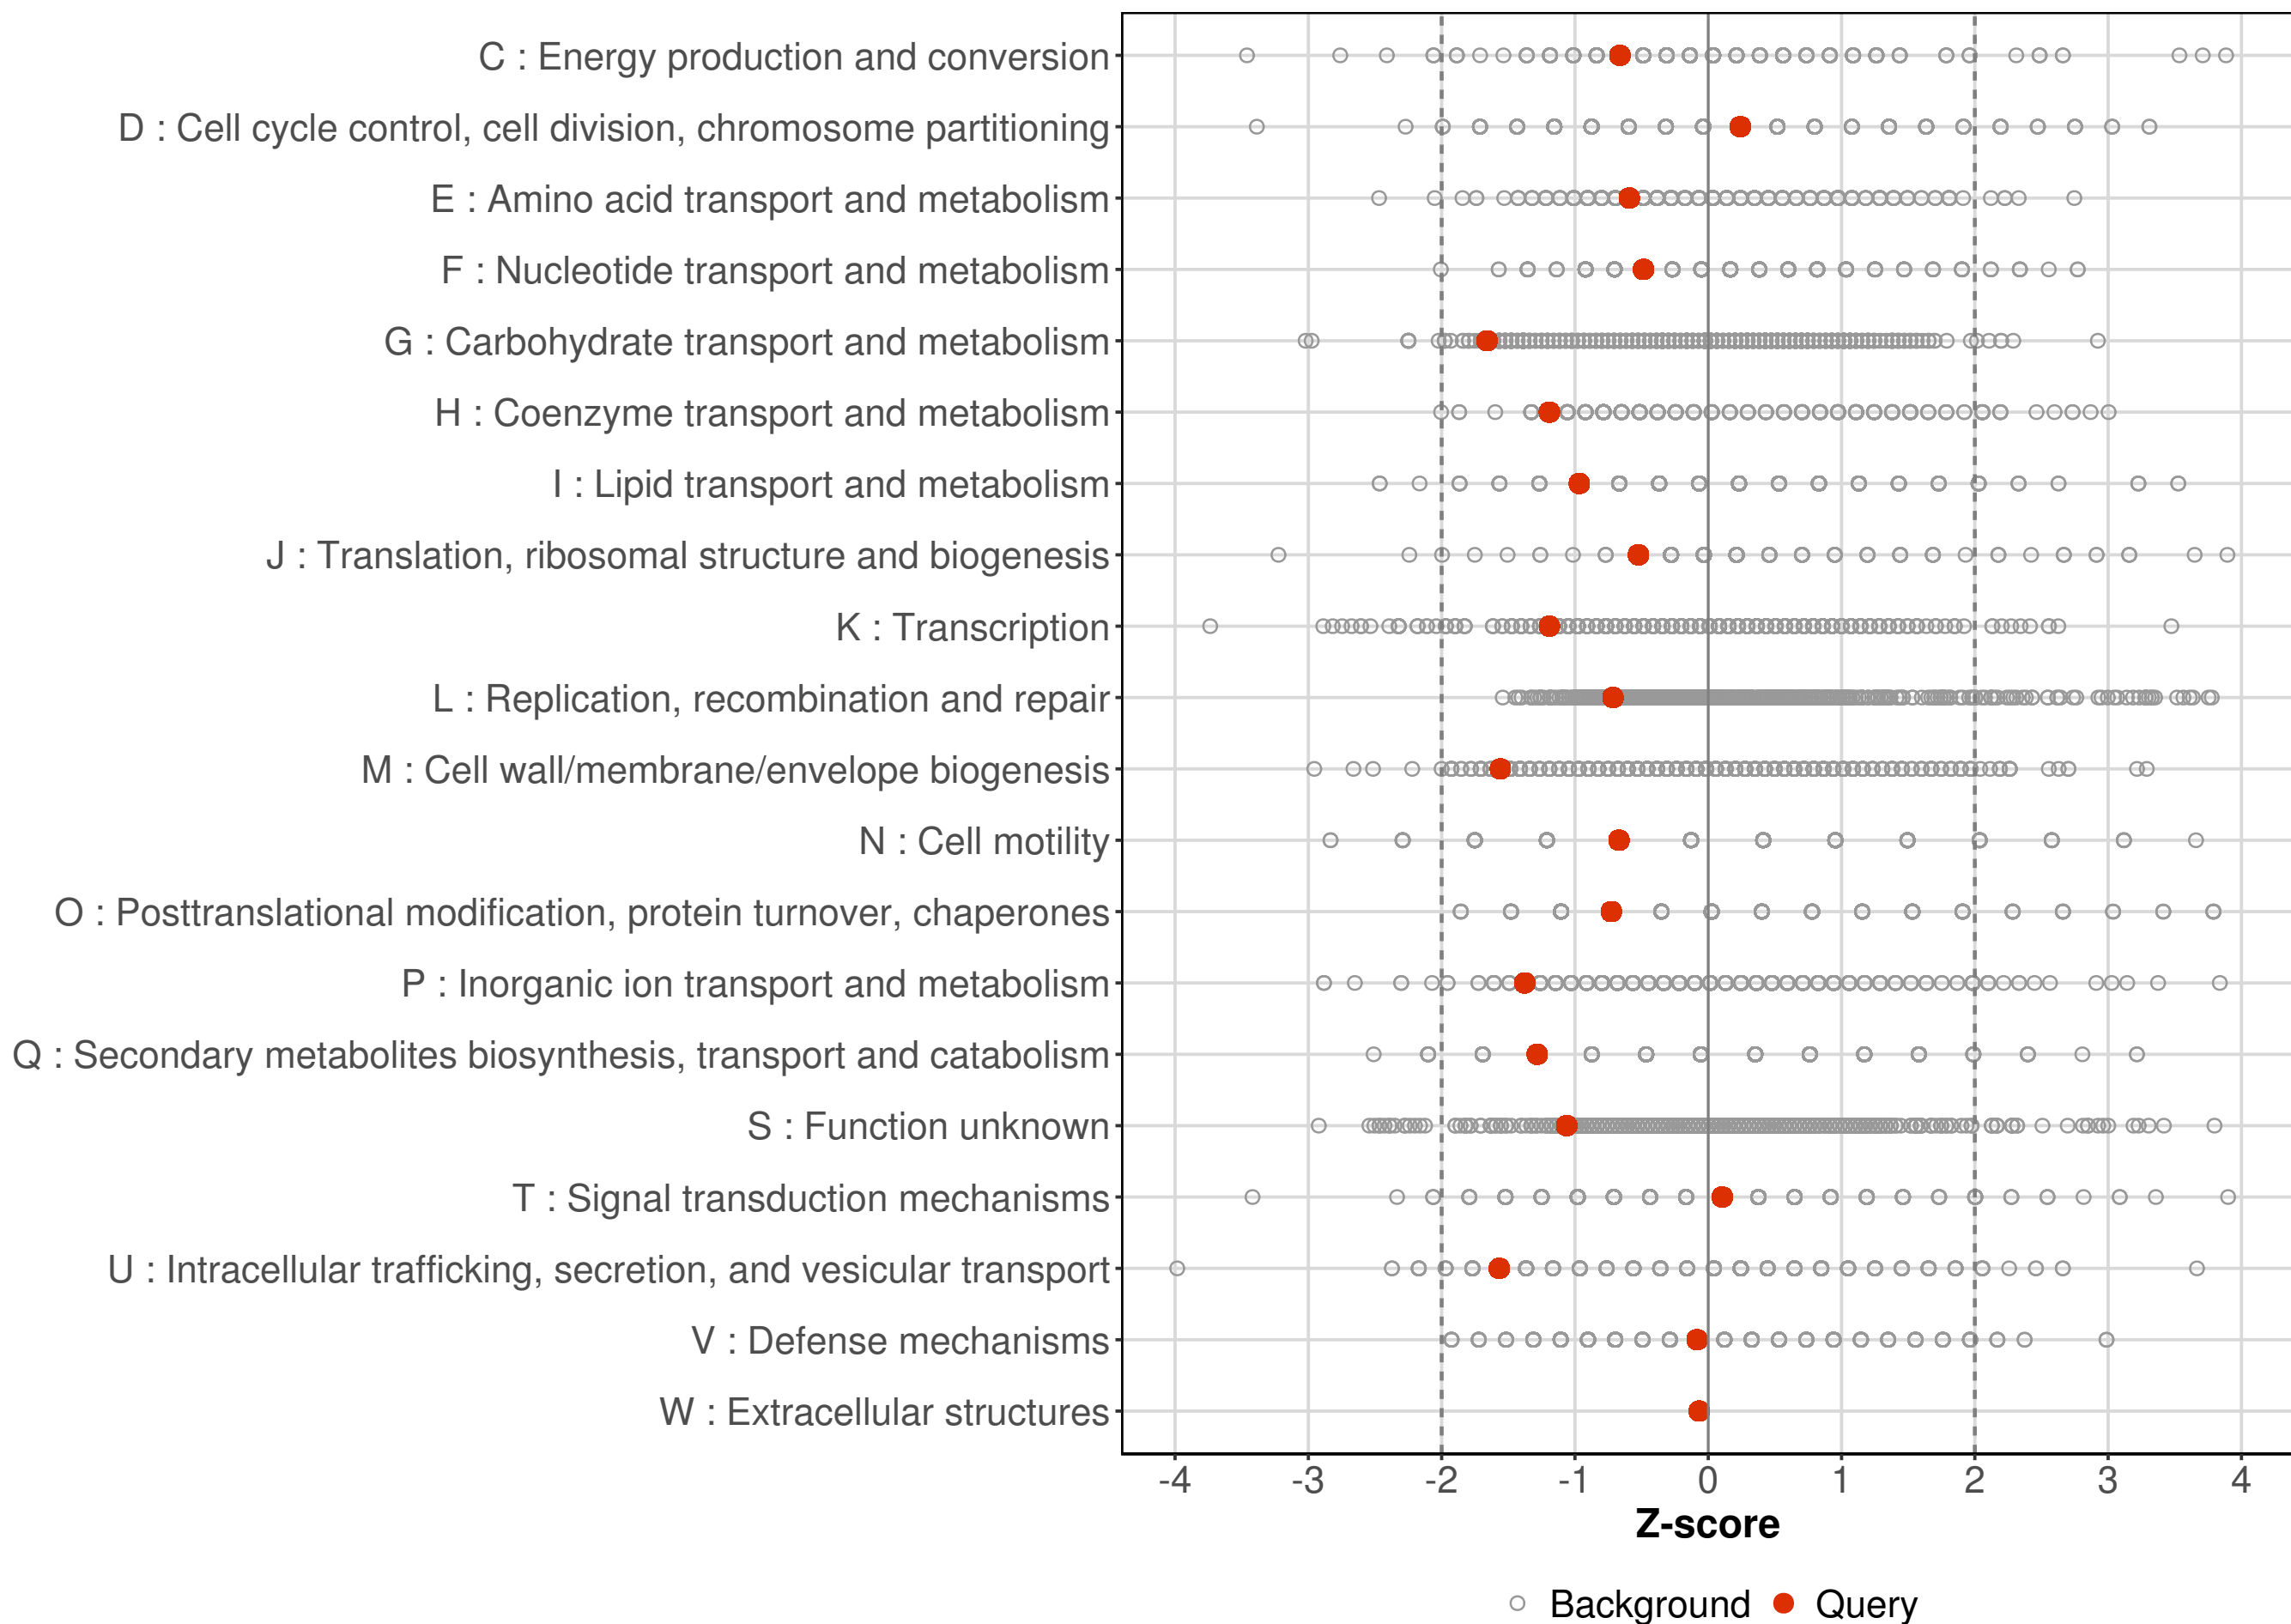 C : Energy production and conversion
D : Cell cycle control, cell division, chromosome partitioning
E : Amino acid transport and metabolism
F : Nucleotide transport and metabolism
G : Carbohydrate transport and metabolism
H : Coenzyme transport and metabolism
I : Lipid transport and metabolism
J : Translation, ribosomal structure and biogenesis
K : Transcription
L : Replication, recombination and repair
M : Cell wall/membrane/envelope biogenesis
N : Cell motility
O : Posttranslational modification, protein turnover, chaperones
P : Inorganic ion transport and metabolism
Q : Secondary metabolites biosynthesis, transport and catabolism
S : Function unknown
T : Signal transduction mechanisms
U : Intracellular trafficking, secretion, and vesicular transport
V : Defense mechanisms
W : Extracellular structures
-4 -3 -2 -1 0 1 2 3 4
Z-score
Background Query